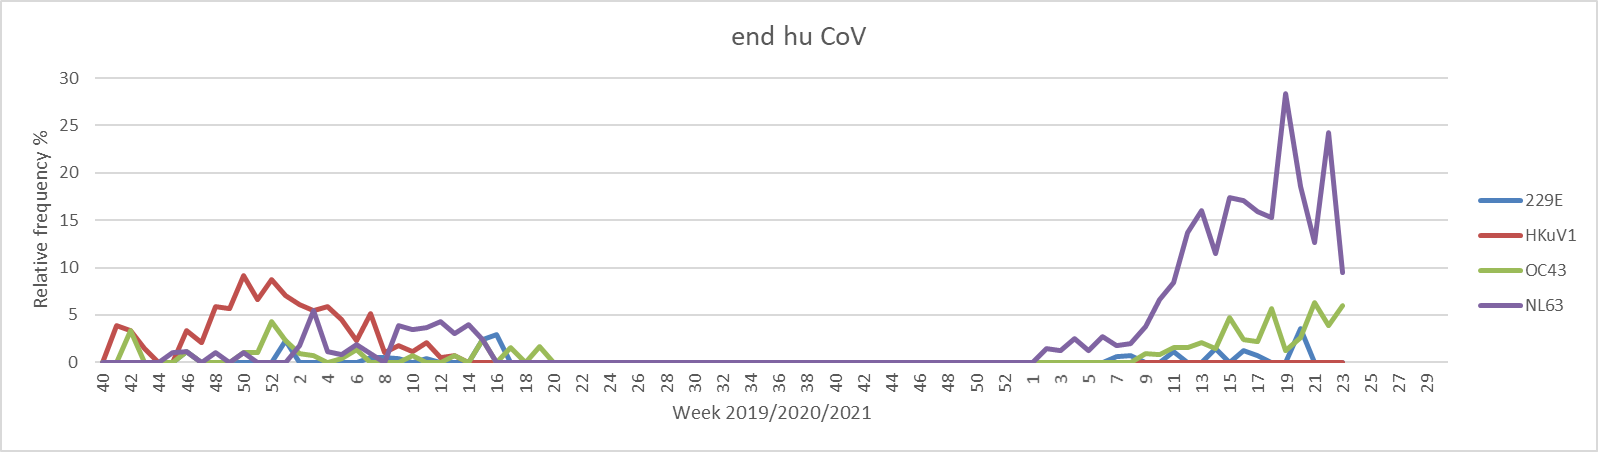 end hu CoV
Relative frequency %
30
25
20
15
10
5
0
40 42 44 46 48 50 52 2 4 6 8 10 12 14 16 18 20 22 24 26 28 30 32 34 36 38 40 42 44 46 48 50 52 1 3 5 7 9 11 13 15 17 19 21 23 25 27 29
Week 2019/2020/2021
229E
HKuV1
OC43
NL63